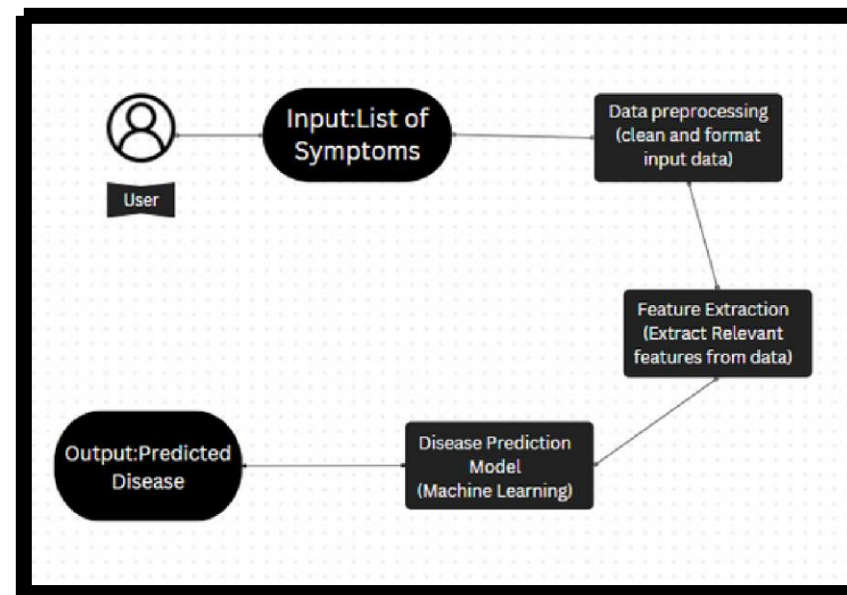 User
Input:List of
Symptoms
Data preprocessing
(clean and format
input data)
Feature Extraction
(Extract Relevant
features from data)
Disease Prediction
Model
(Machine Learning)
Output:Predicted
Disease